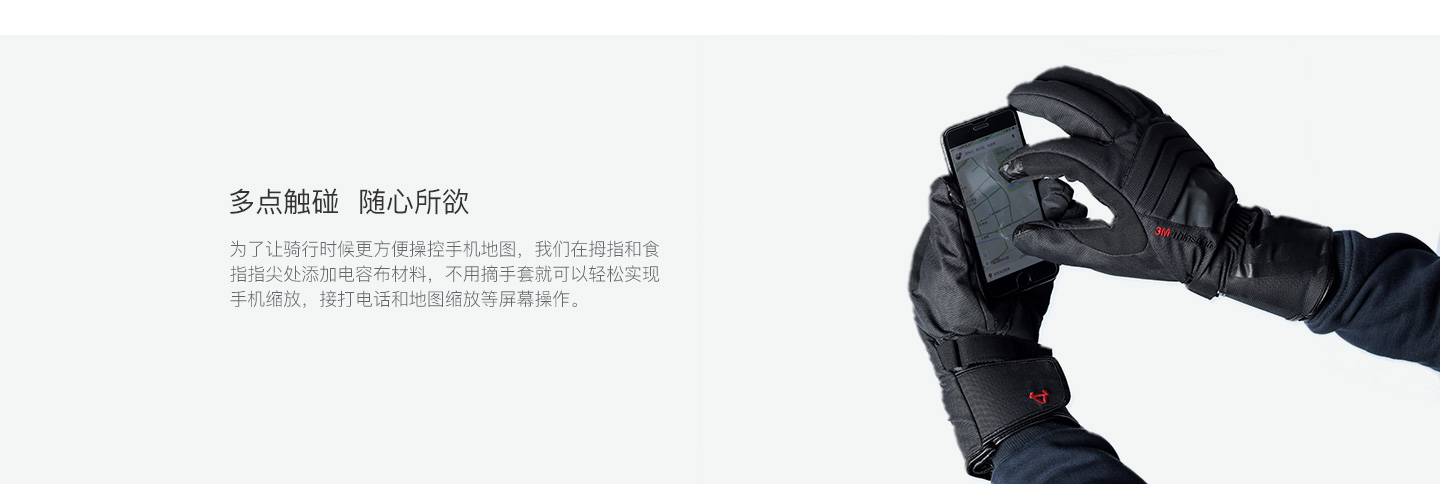 多点触碰 随心所欲
为了让骑行时候更方便操控手机地图，我们在拇指和食
指指尖处添加电容布材料，不用摘手套就可以轻松实现
手机缩放，接打电话和地图缩放等屏幕操作。
3M Thinsulate